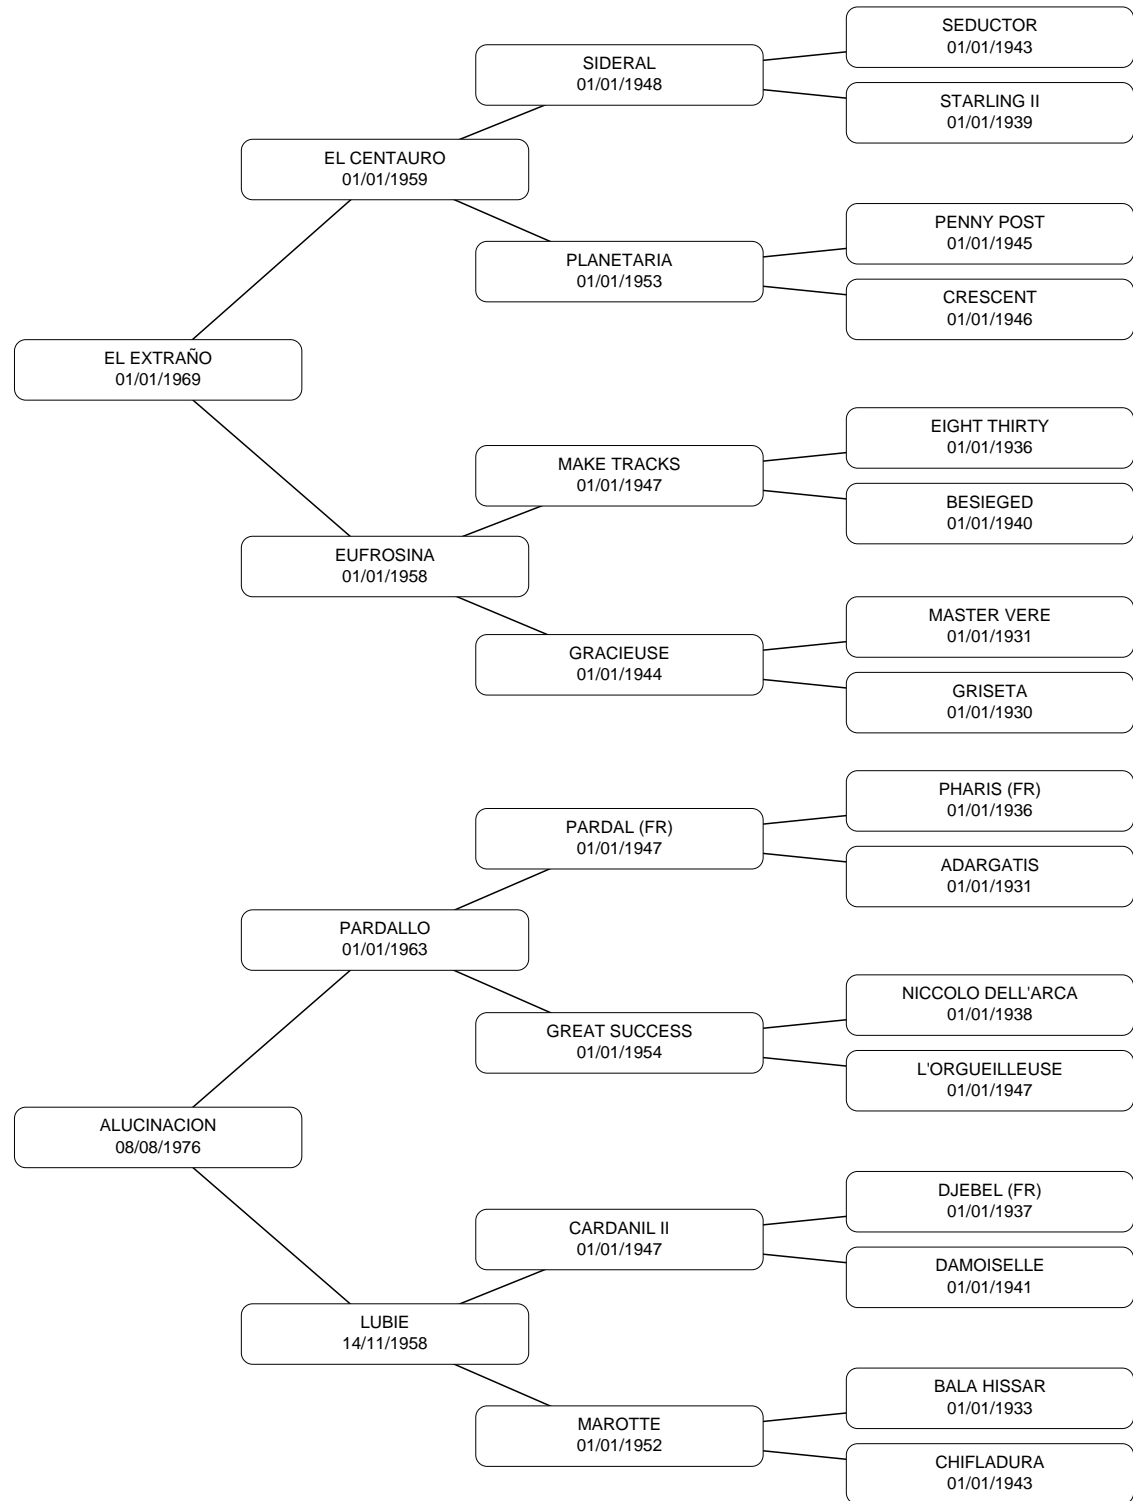 SEDUCTOR
01/01/1943
SIDERAL
01/01/1948
STARLING II
01/01/1939
EL CENTAURO
01/01/1959
PENNY POST
01/01/1945
PLANETARIA
01/01/1953
CRESCENT
01/01/1946
EL EXTRAÑO
01/01/1969
EIGHT THIRTY
01/01/1936
MAKE TRACKS
01/01/1947
BESIEGED
01/01/1940
EUFROSINA
01/01/1958
MASTER VERE
01/01/1931
GRACIEUSE
01/01/1944
GRISETA
01/01/1930
PHARIS (FR)
01/01/1936
PARDAL (FR)
01/01/1947
ADARGATIS
01/01/1931
PARDALLO
01/01/1963
NICCOLO DELL'ARCA
01/01/1938
GREAT SUCCESS
01/01/1954
L'ORGUEILLEUSE
01/01/1947
ALUCINACION
08/08/1976
DJEBEL (FR)
01/01/1937
CARDANIL II
01/01/1947
DAMOISELLE
01/01/1941
LUBIE
14/11/1958
BALA HISSAR
01/01/1933
MAROTTE
01/01/1952
CHIFLADURA
01/01/1943